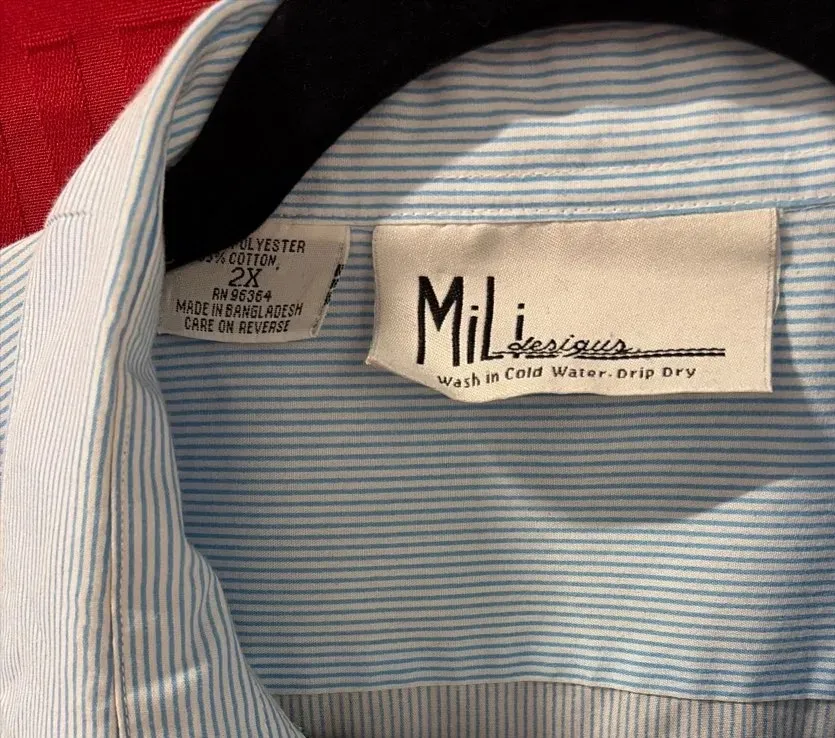 POLYESTER
% COTTON
2X
RN 96364
MADE IN BANGLADESH
CARE ON REVERSE
MiLi
designs
Wash in Cold Water. Drip Dry